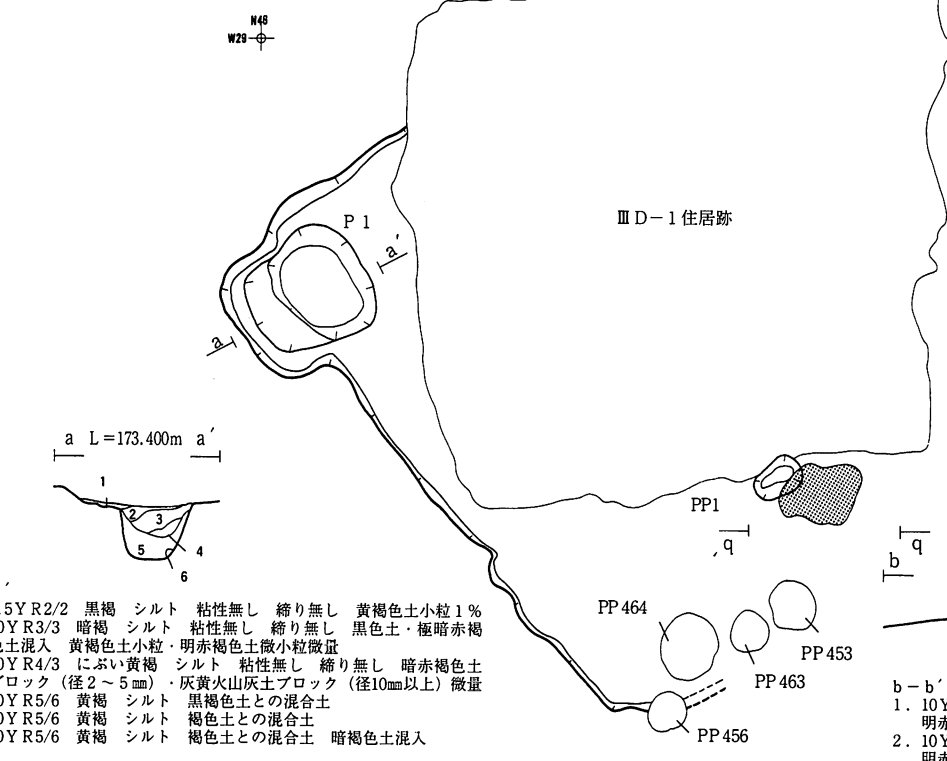 N48
W29
P 1
a′
ⅢD－1住居跡
a
a L＝173.400m a′
1
2
3
5
4
6
PP1
′q
q
b
PP464
PP453
PP463
PP456
′
.5YR2/2 黒褐 シルト 粘性無し 締り無し 黄褐色土小粒1％
0YR3/3 暗褐 シルト 粘性無し 締り無し 黒色土・極暗赤褐
色土混入 黄褐色土小粒・明赤褐色土微小粒微量
0YR4/3 にぶい黄褐 シルト 粘性無し 締り無し 暗赤褐色土
ブロック（径2～5㎜）・灰黄火山灰土ブロック（径10㎜以上）微量
0YR5/6 黄褐 シルト 黒褐色土との混合土
0YR5/6 黄褐 シルト 褐色土との混合土
0YR5/6 黄褐 シルト 褐色土との混合土 暗褐色土混入
b－b′
1．10Y
明赤
2．10Y
明赤